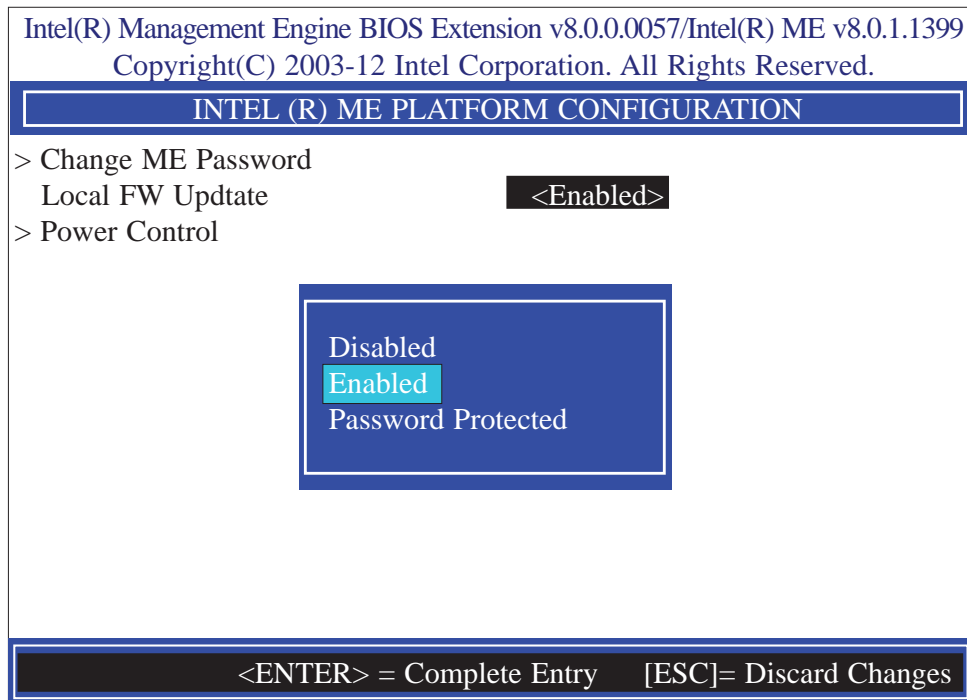 Intel(R) Management Engine BIOS Extension v8.0.0.0057/Intel(R) ME v8.0.1.1399
Copyright(C) 2003-12 Intel Corporation. All Rights Reserved.
INTEL (R) ME PLATFORM CONFIGURATION
> Change ME Password
Local FW Updtate <Enabled>
> Power Control
Disabled
Enabled
Password Protected
<ENTER> = Complete Entry [ESC]= Discard Changes